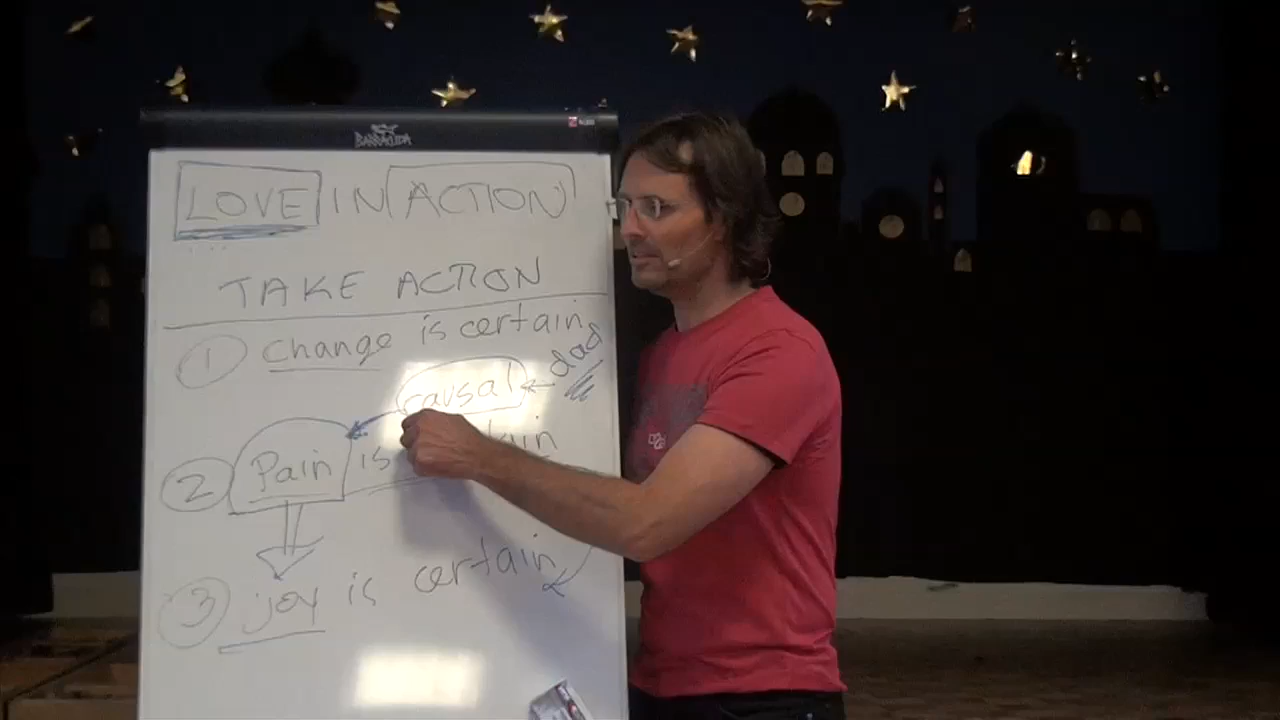 BARRACUDA
LOVE IN ACTION
TAKE ACTION
1 change is certain
causal dad
2 Pain is
3 joy is certain